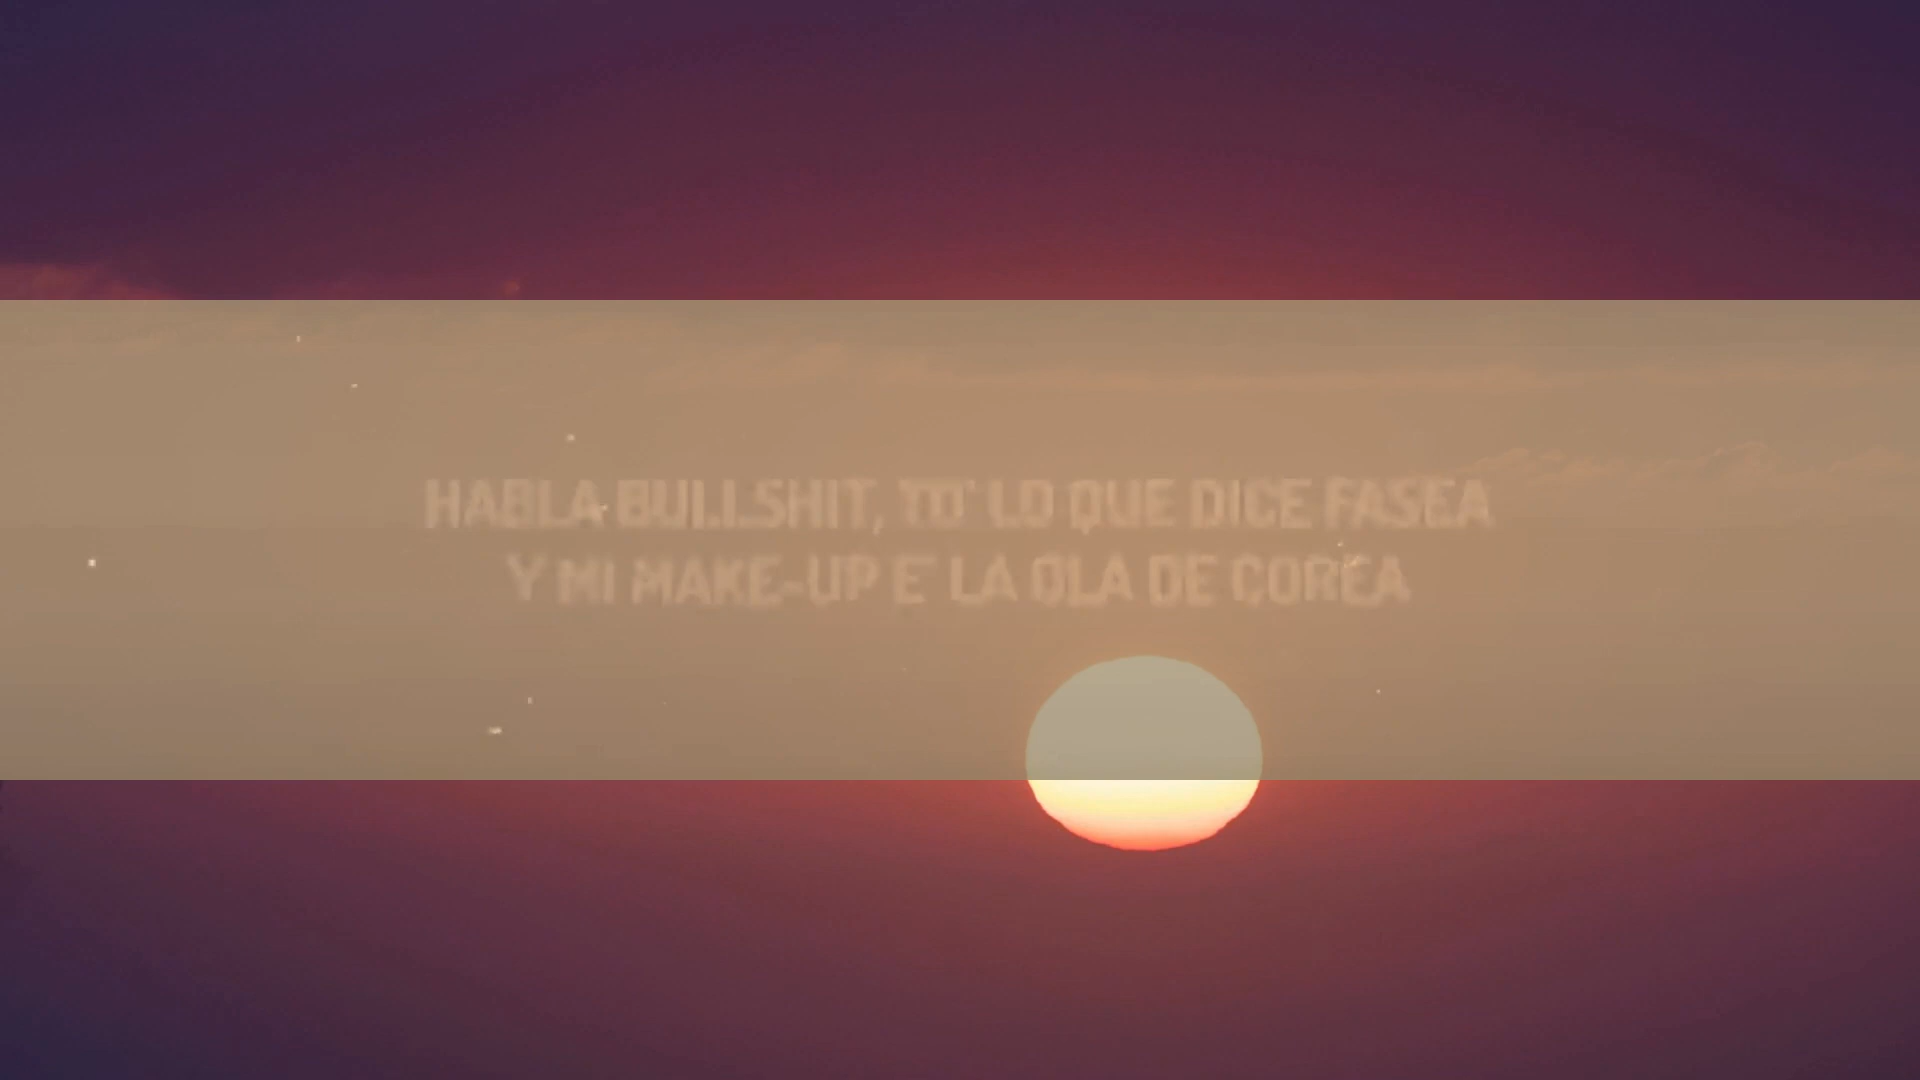 HABLA BULLSHIT, TO' LO QUE DICE FASEA
Y MI MAKE-UP E' LA OLA DE COREA